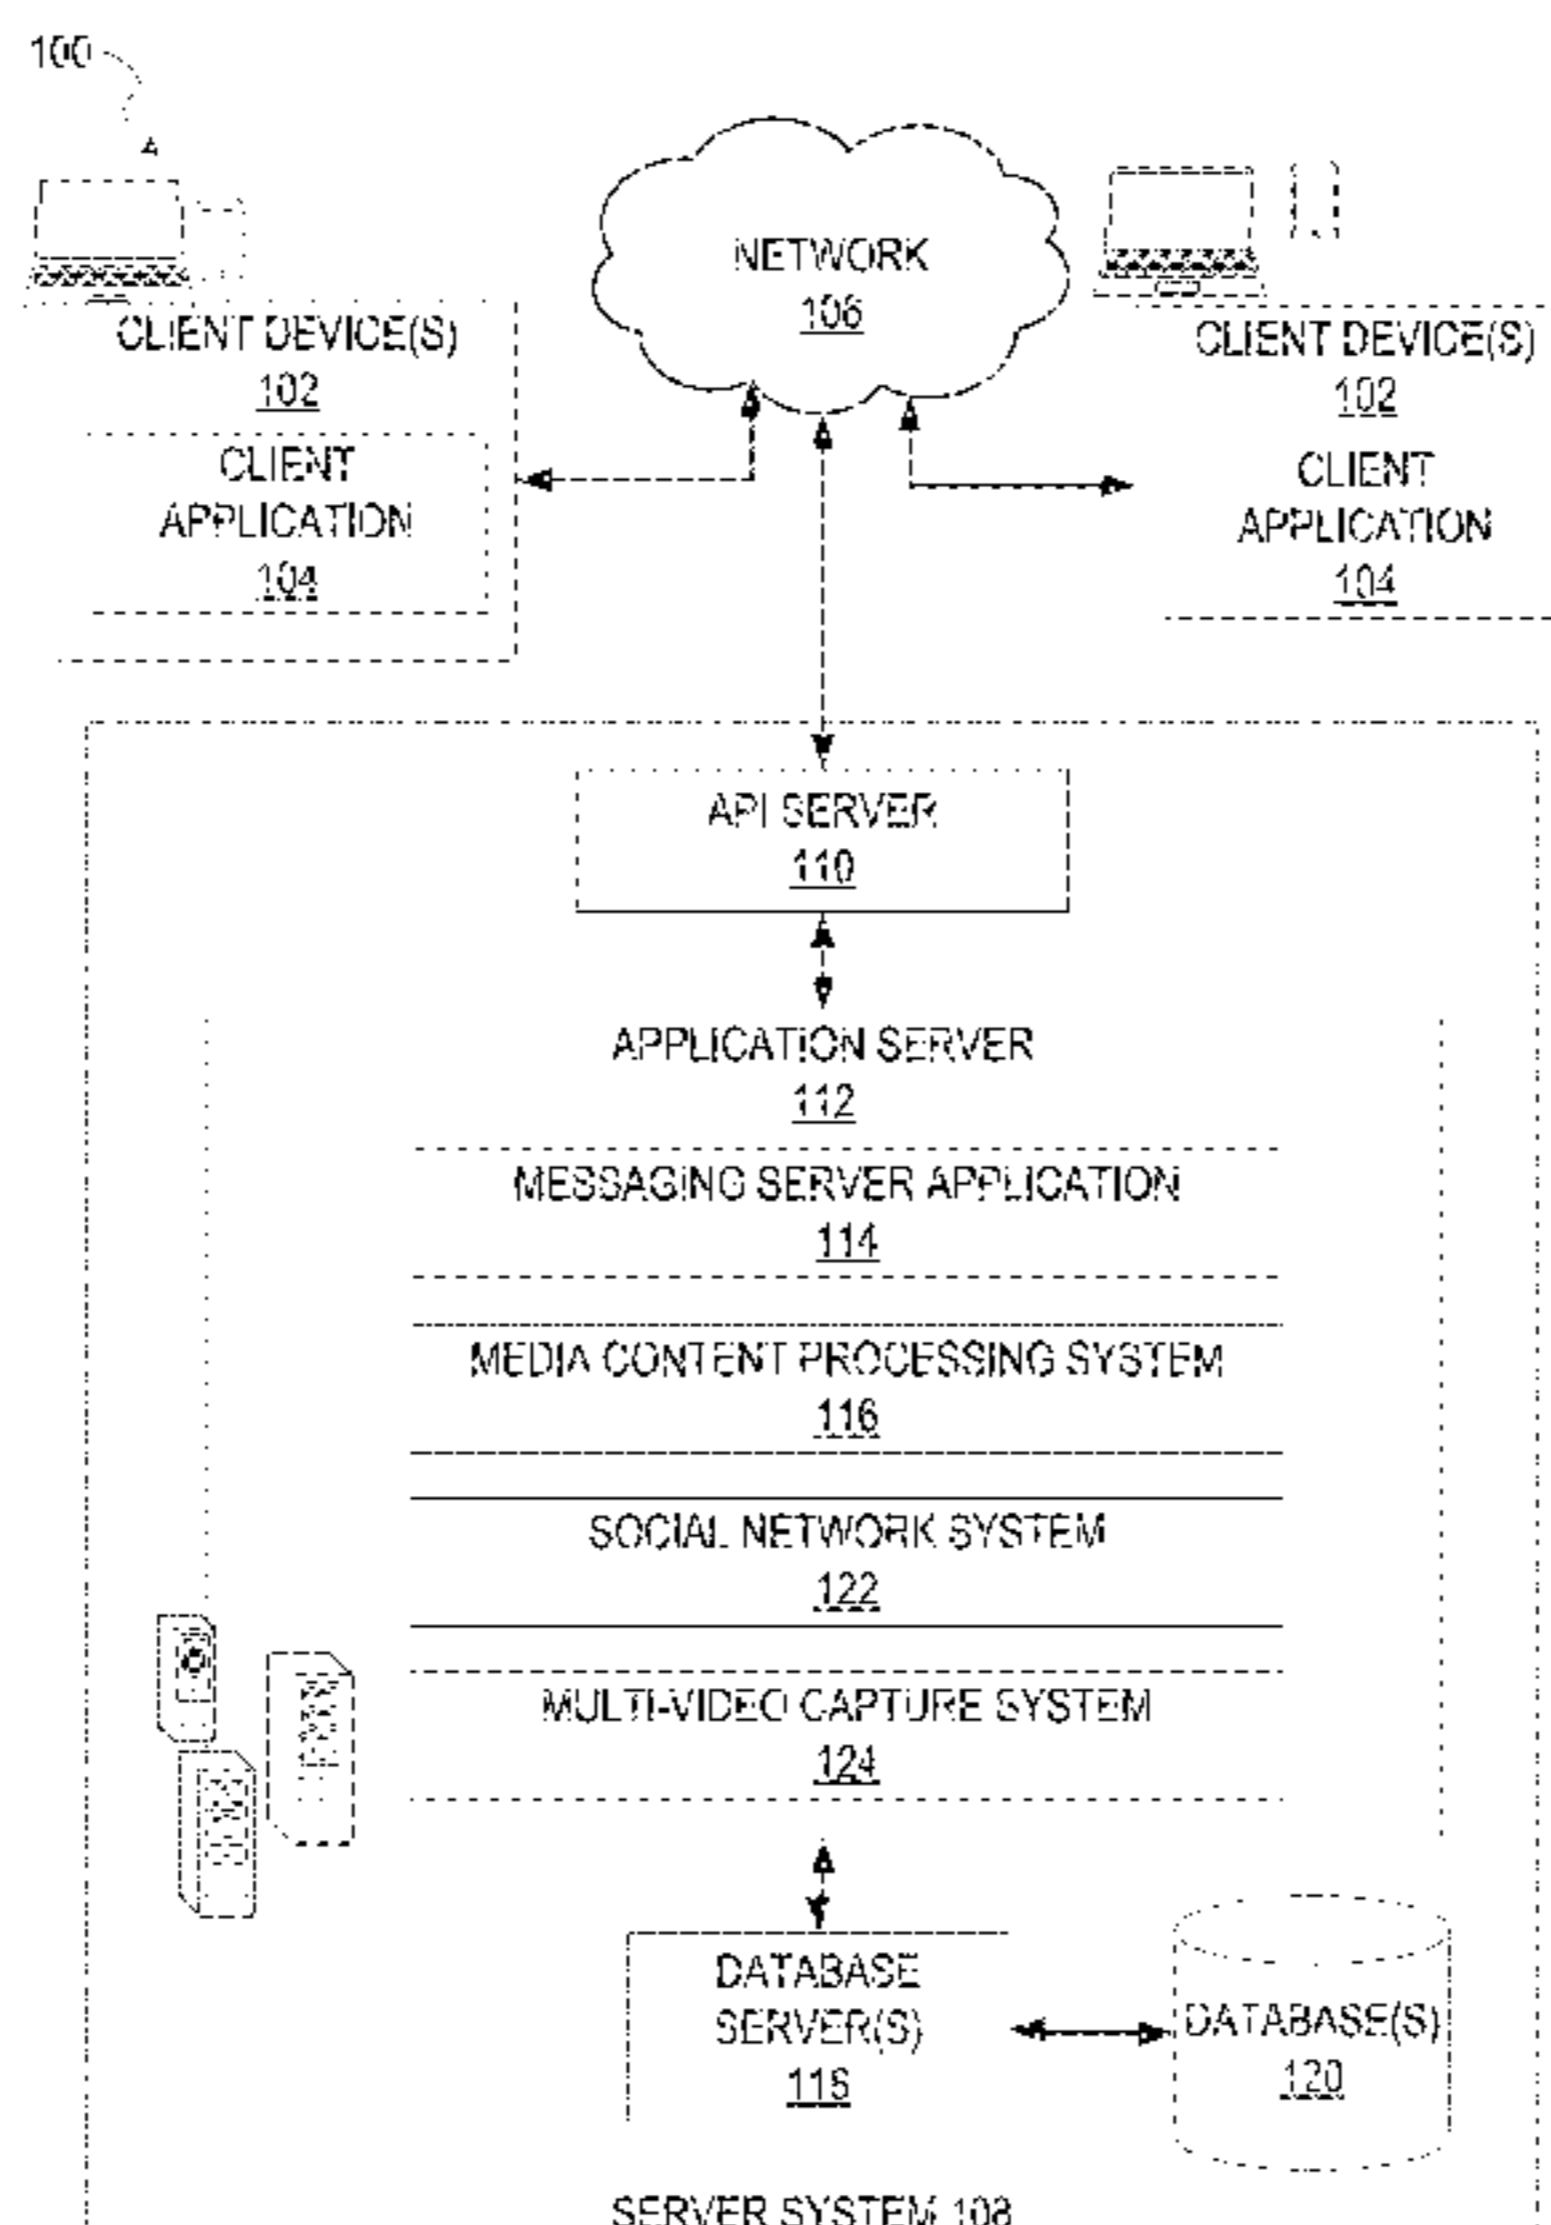 100
NETWORK
106
CLIENT DEVICE(S)
102
CLIENT
APPLICATION
104
CLIENT DEVICE(S)
102
CLIENT
APPLICATION
104
API SERVER
110
APPLICATION SERVER
112
MESSAGING SERVER APPLICATION
114
MEDIA CONTENT PROCESSING SYSTEM
116
SOCIAL NETWORK SYSTEM
122
MULTI-VIDEO CAPTURE SYSTEM
124
DATABASE
SERVER(S)
118
DATABASE(S)
120
SERVER SYSTEM 108